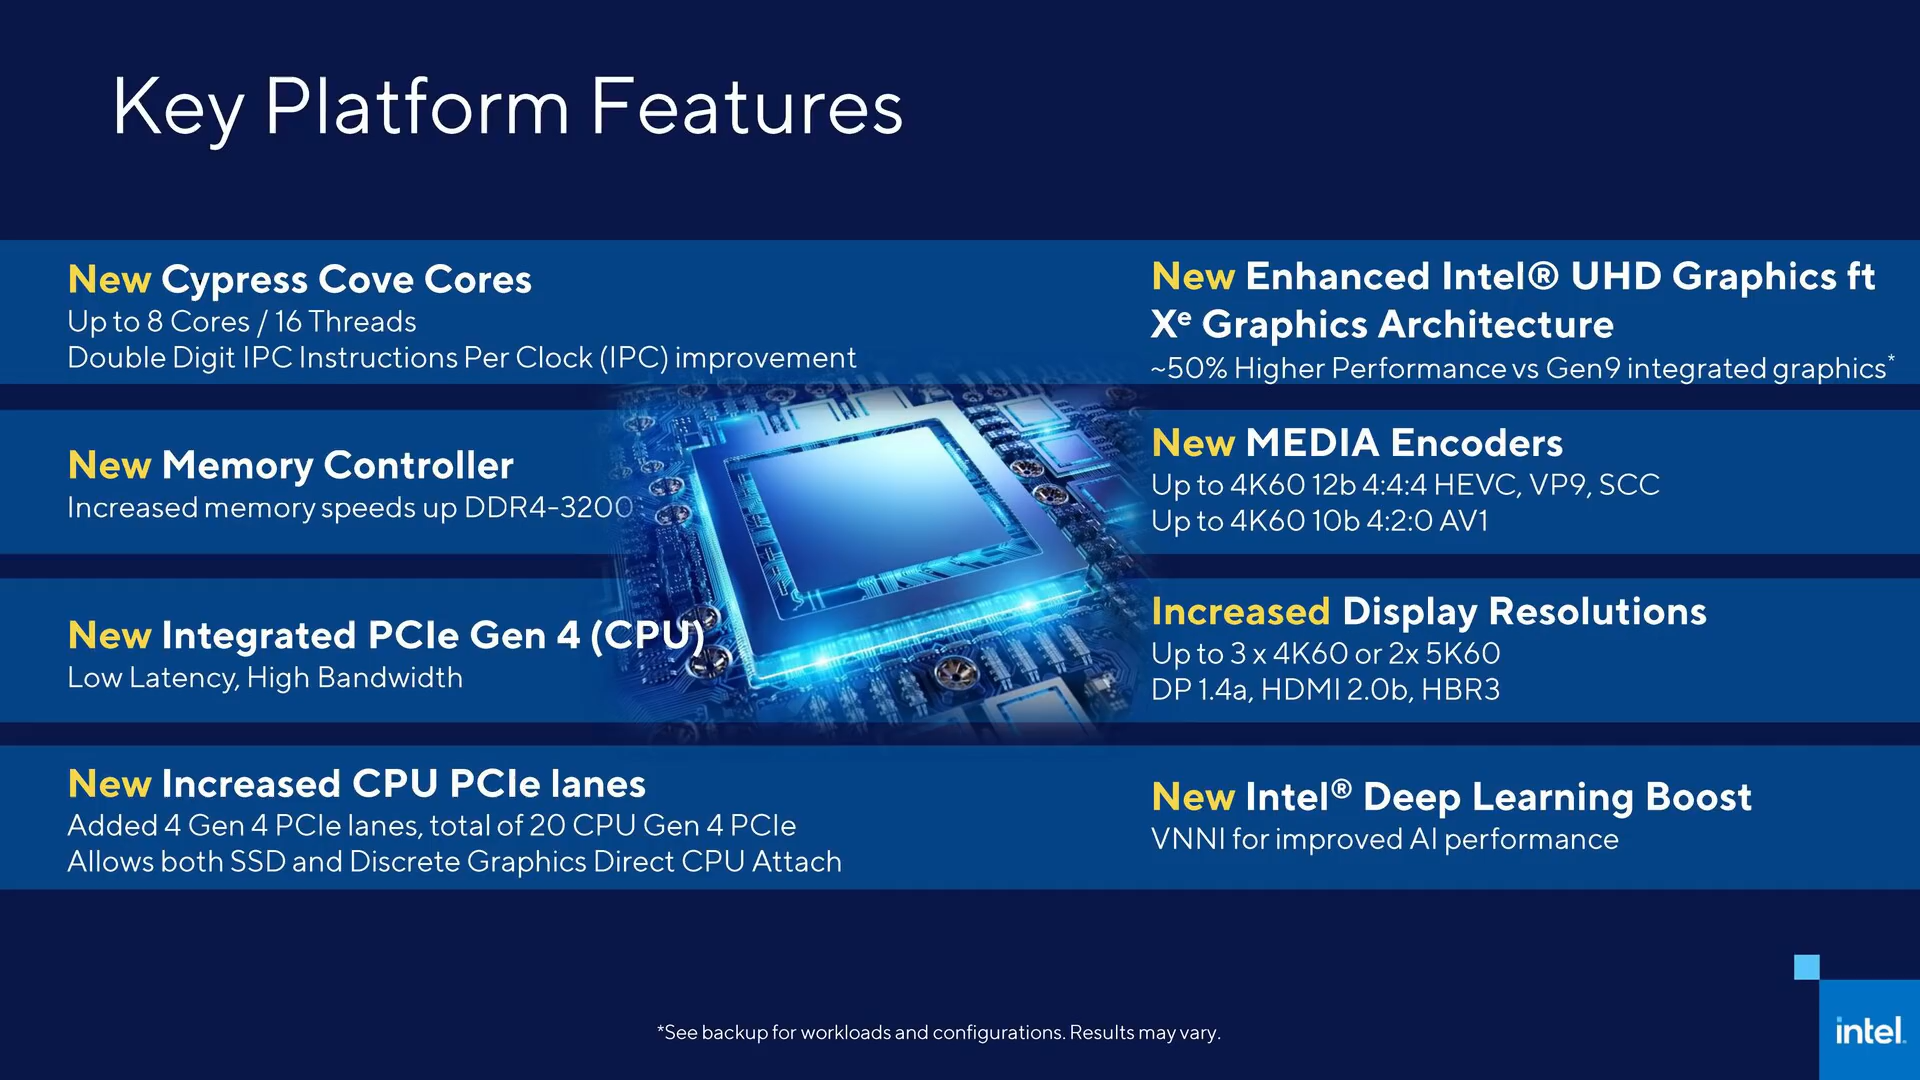 Key Platform Features
New Cypress Cove Cores
Up to 8 Cores / 16 Threads
Double Digit IPC Instructions Per Clock (IPC) improvement
New Memory Controller
Increased memory speeds up DDR4-3200
New Integrated PCIe Gen 4 (CPU)
Low Latency, High Bandwidth
New Increased CPU PCIe lanes
Added 4 Gen 4 PCIe lanes, total of 20 CPU Gen 4 PCIe
Allows both SSD and Discrete Graphics Direct CPU Attach
New Enhanced Intel® UHD Graphics ft
Xᵉ Graphics Architecture
~50% Higher Performance vs Gen9 integrated graphics*
New MEDIA Encoders
Up to 4K60 12b 4:4:4 HEVC, VP9, SCC
Up to 4K60 10b 4:2:0 AV1
Increased Display Resolutions
Up to 3 x 4K60 or 2x 5K60
DP 1.4a, HDMI 2.0b, HBR3
New Intel® Deep Learning Boost
VNNI for improved AI performance
*See backup for workloads and configurations. Results may vary.
intel.